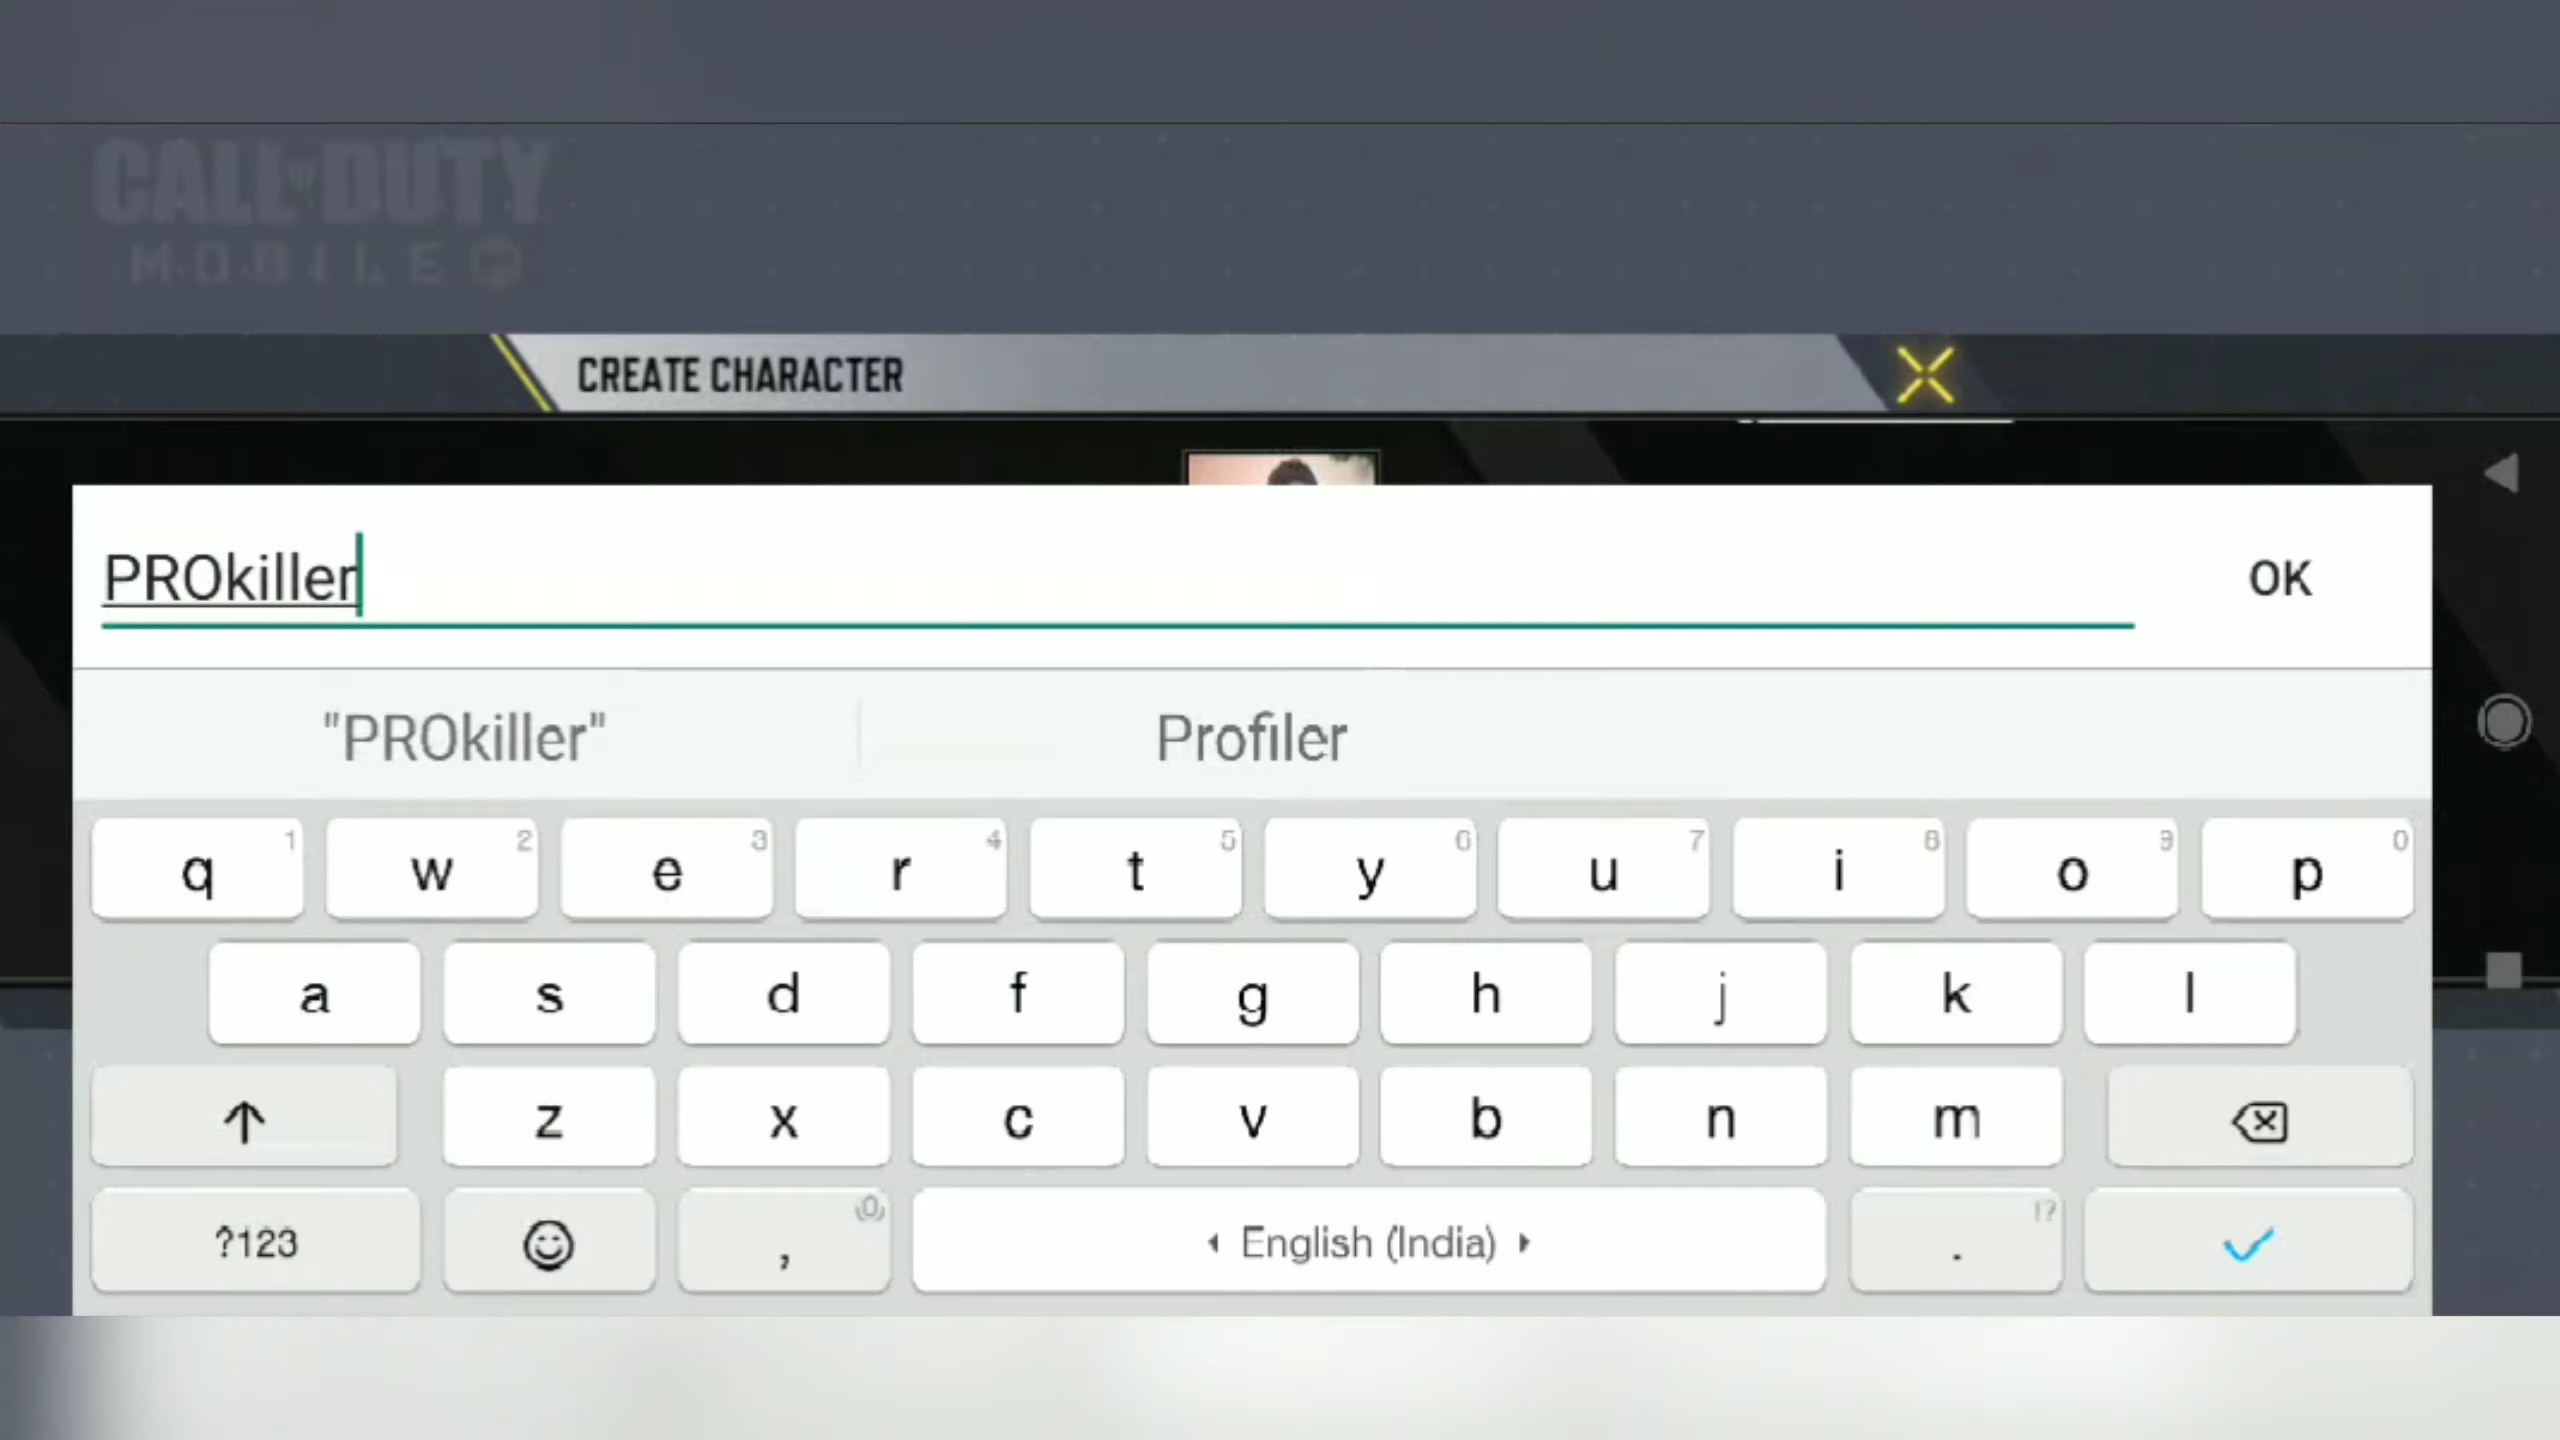 CALL OF DUTY
MOBILE
CREATE CHARACTER
PROkiller
OK
"PROkiller" Profiler
q 1 w 2 e 3 r 4 t 5 y 6 u 7 i 8 o 9 p 0
a s d f g h j k l
z x c v b n m
?123 , English (India) . !?